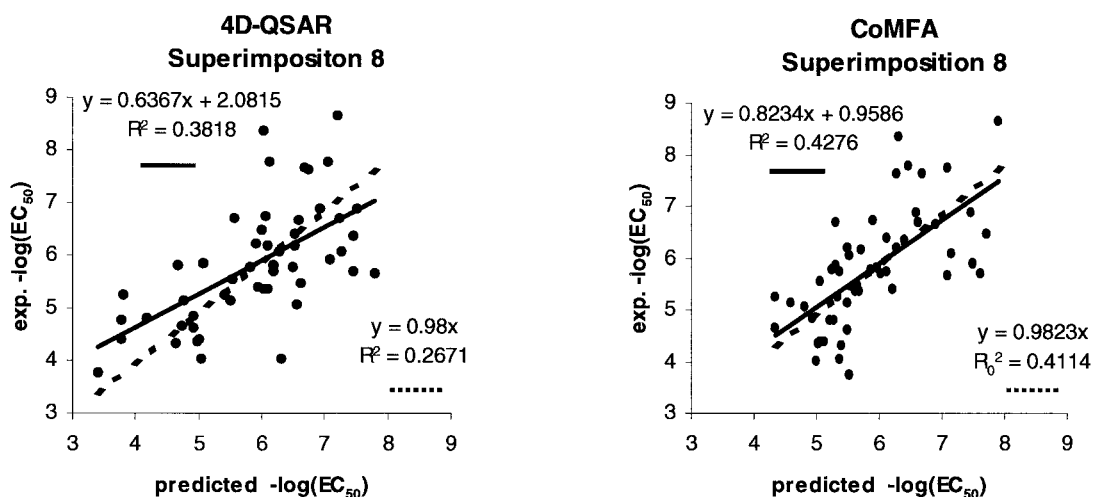 4D-QSAR
Superimpositon 8
y = 0.6367x + 2.0815
R² = 0.3818
y = 0.98x
R² = 0.2671
9
8
7
6
5
4
3
3 4 5 6 7 8 9
exp. -log(EC₅₀)
predicted -log(EC₅₀)
CoMFA
Superimposition 8
y = 0.8234x + 0.9586
R² = 0.4276
y = 0.9823x
R₀² = 0.4114
9
8
7
6
5
4
3
3 4 5 6 7 8 9
exp. -log(EC₅₀)
predicted -log(EC₅₀)